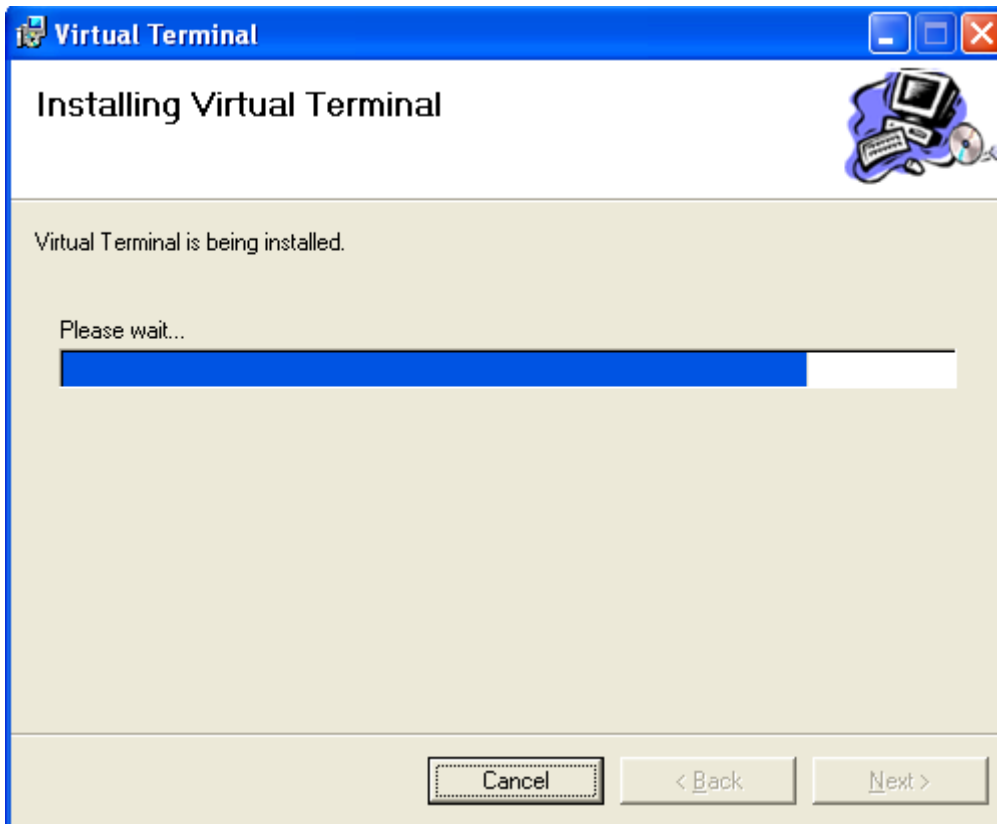 Virtual Terminal
Installing Virtual Terminal
Virtual Terminal is being installed.
Please wait...
Cancel
< Back
Next >